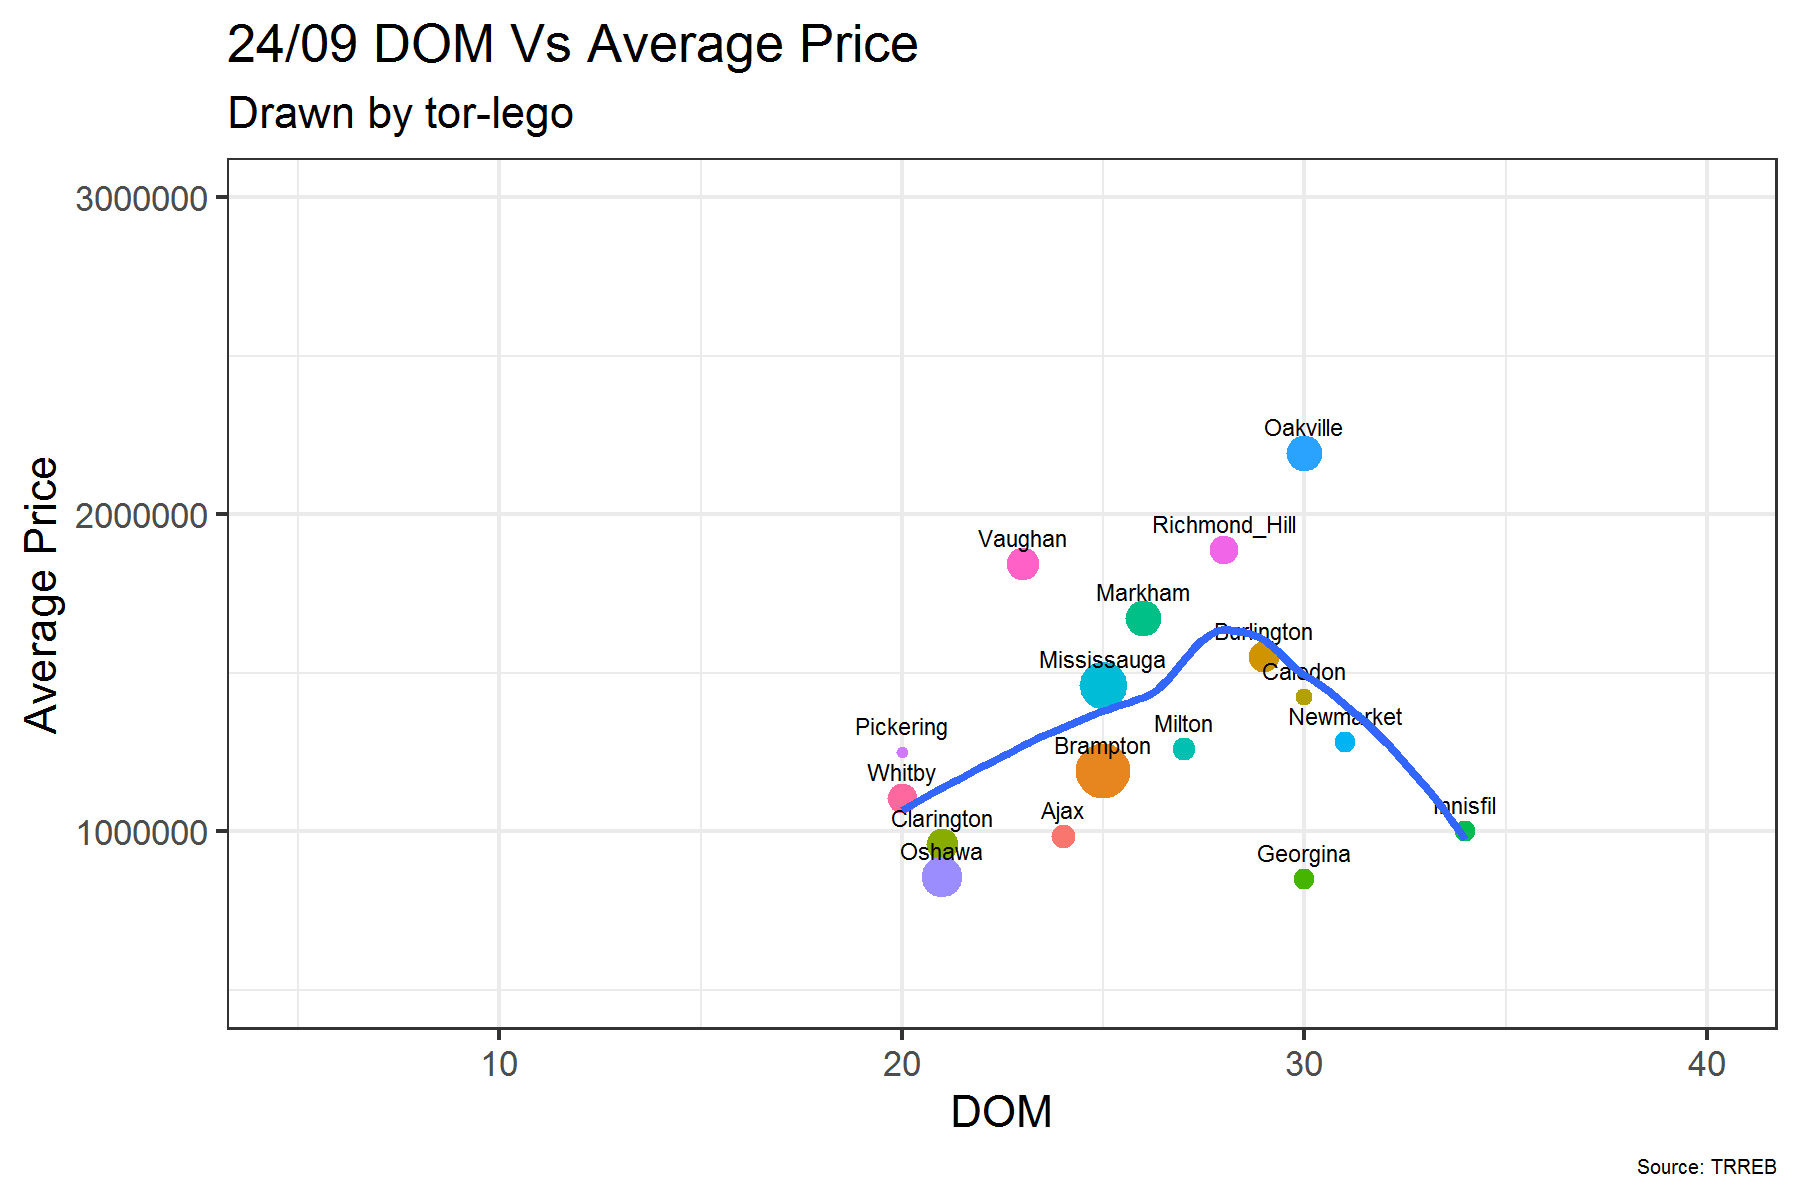 24/09 DOM Vs Average Price
Drawn by tor-lego
3000000
2000000
1000000
Average Price
Oakville
Richmond_Hill
Vaughan
Markham
Burlington
Mississauga
Caledon
Newmarket
Milton
Pickering
Brampton
Whitby
Innisfil
Ajax
Clarington
Oshawa
Georgina
10
20
30
40
DOM
Source: TRREB